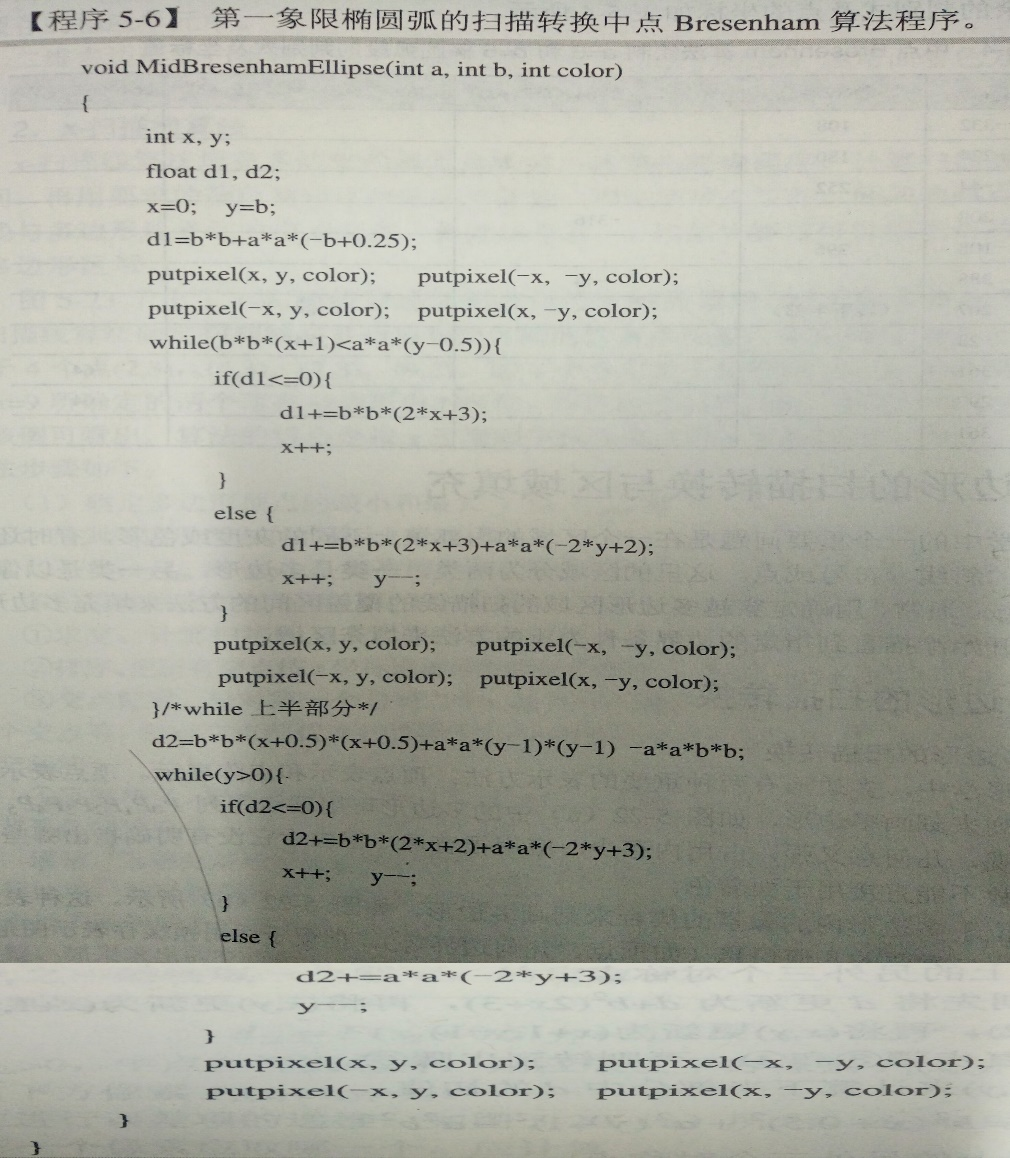 【程序 5-6】 第一象限椭圆弧的扫描转换中点 Bresenham 算法程序。
void MidBresenhamEllipse(int a, int b, int color)
{
int x, y;
float d1, d2;
x=0; y=b;
d1=b*b+a*a*(-b+0.25);
putpixel(x, y, color); putpixel(-x, -y, color);
putpixel(-x, y, color); putpixel(x, -y, color);
while(b*b*(x+1)<a*a*(y-0.5)){
if(d1<=0){
d1+=b*b*(2*x+3);
x++;
}
else {
d1+=b*b*(2*x+3)+a*a*(-2*y+2);
x++; y--;
}
putpixel(x, y, color); putpixel(-x, -y, color);
putpixel(-x, y, color); putpixel(x, -y, color);
}/*while 上半部分*/
d2=b*b*(x+0.5)*(x+0.5)+a*a*(y-1)*(y-1) -a*a*b*b;
while(y>0){
if(d2<=0){
d2+=b*b*(2*x+2)+a*a*(-2*y+3);
x++; y--;
}
else {
d2+=a*a*(-2*y+3);
y--;
}
putpixel(x, y, color); putpixel(-x, -y, color);
putpixel(-x, y, color); putpixel(x, -y, color);
}
}